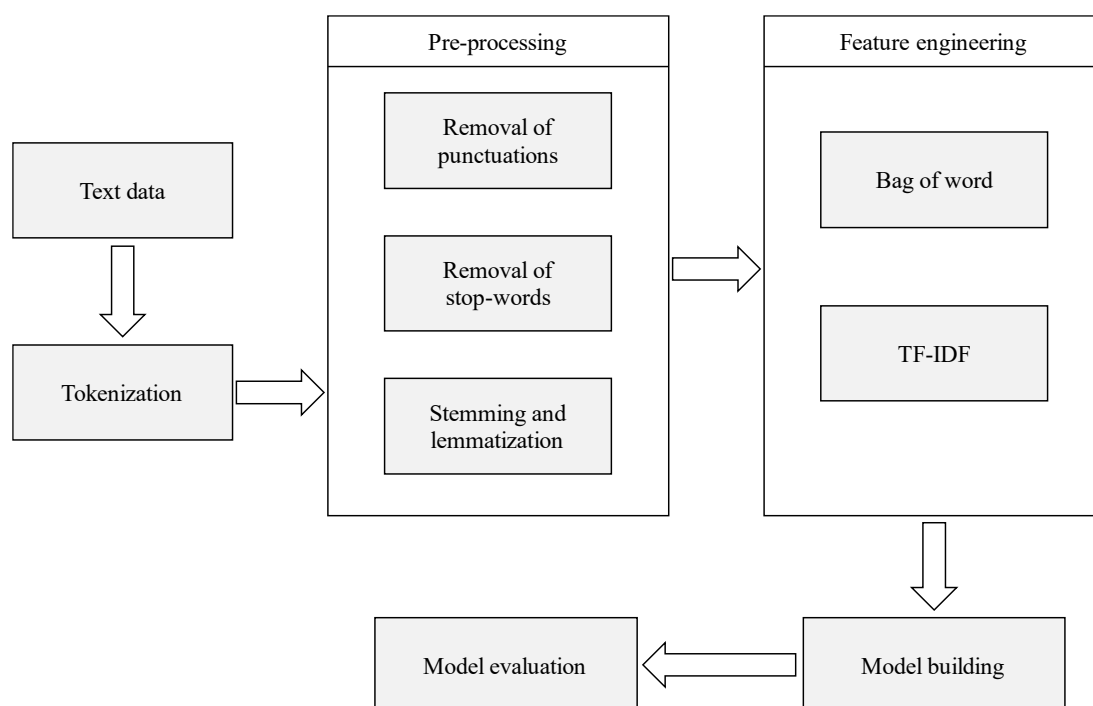 Text data
Tokenization
Pre-processing
Removal of
punctuations
Removal of
stop-words
Stemming and
lemmatization
Feature engineering
Bag of word
TF-IDF
Model building
Model evaluation